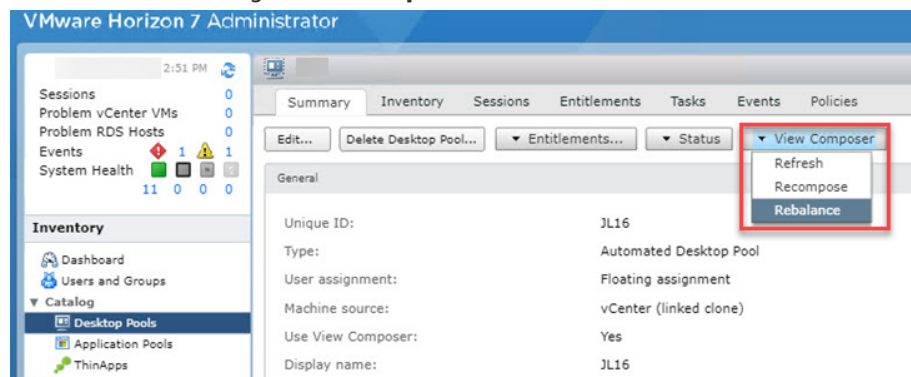 VMware Horizon 7 Administrator
2:51 PM
Sessions 0
Problem vCenter VMs 0
Problem RDS Hosts 0
Events 1 1
System Health
11 0 0 0
Inventory
Dashboard
Users and Groups
Catalog
Desktop Pools
Application Pools
ThinApps
Summary Inventory Sessions Entitlements Tasks Events Policies
Edit... Delete Desktop Pool... Entitlements... Status View Composer
Refresh
Recompose
Rebalance
General
Unique ID: JL16
Type: Automated Desktop Pool
User assignment: Floating assignment
Machine source: vCenter (linked clone)
Use View Composer: Yes
Display name: JL16